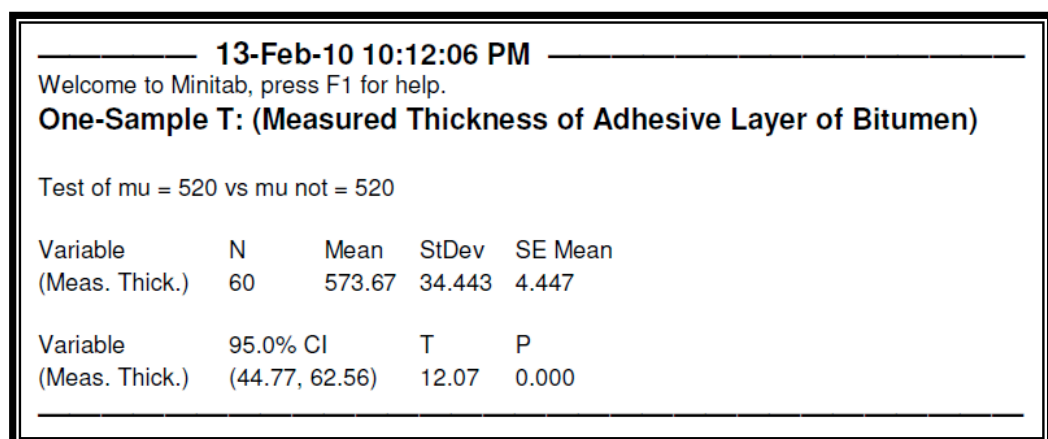 13-Feb-10 10:12:06 PM
Welcome to Minitab, press F1 for help.
One-Sample T: (Measured Thickness of Adhesive Layer of Bitumen)
Test of mu = 520 vs mu not = 520
Variable N Mean StDev SE Mean
(Meas. Thick.) 60 573.67 34.443 4.447
Variable 95.0% CI T P
(Meas. Thick.) (44.77, 62.56) 12.07 0.000